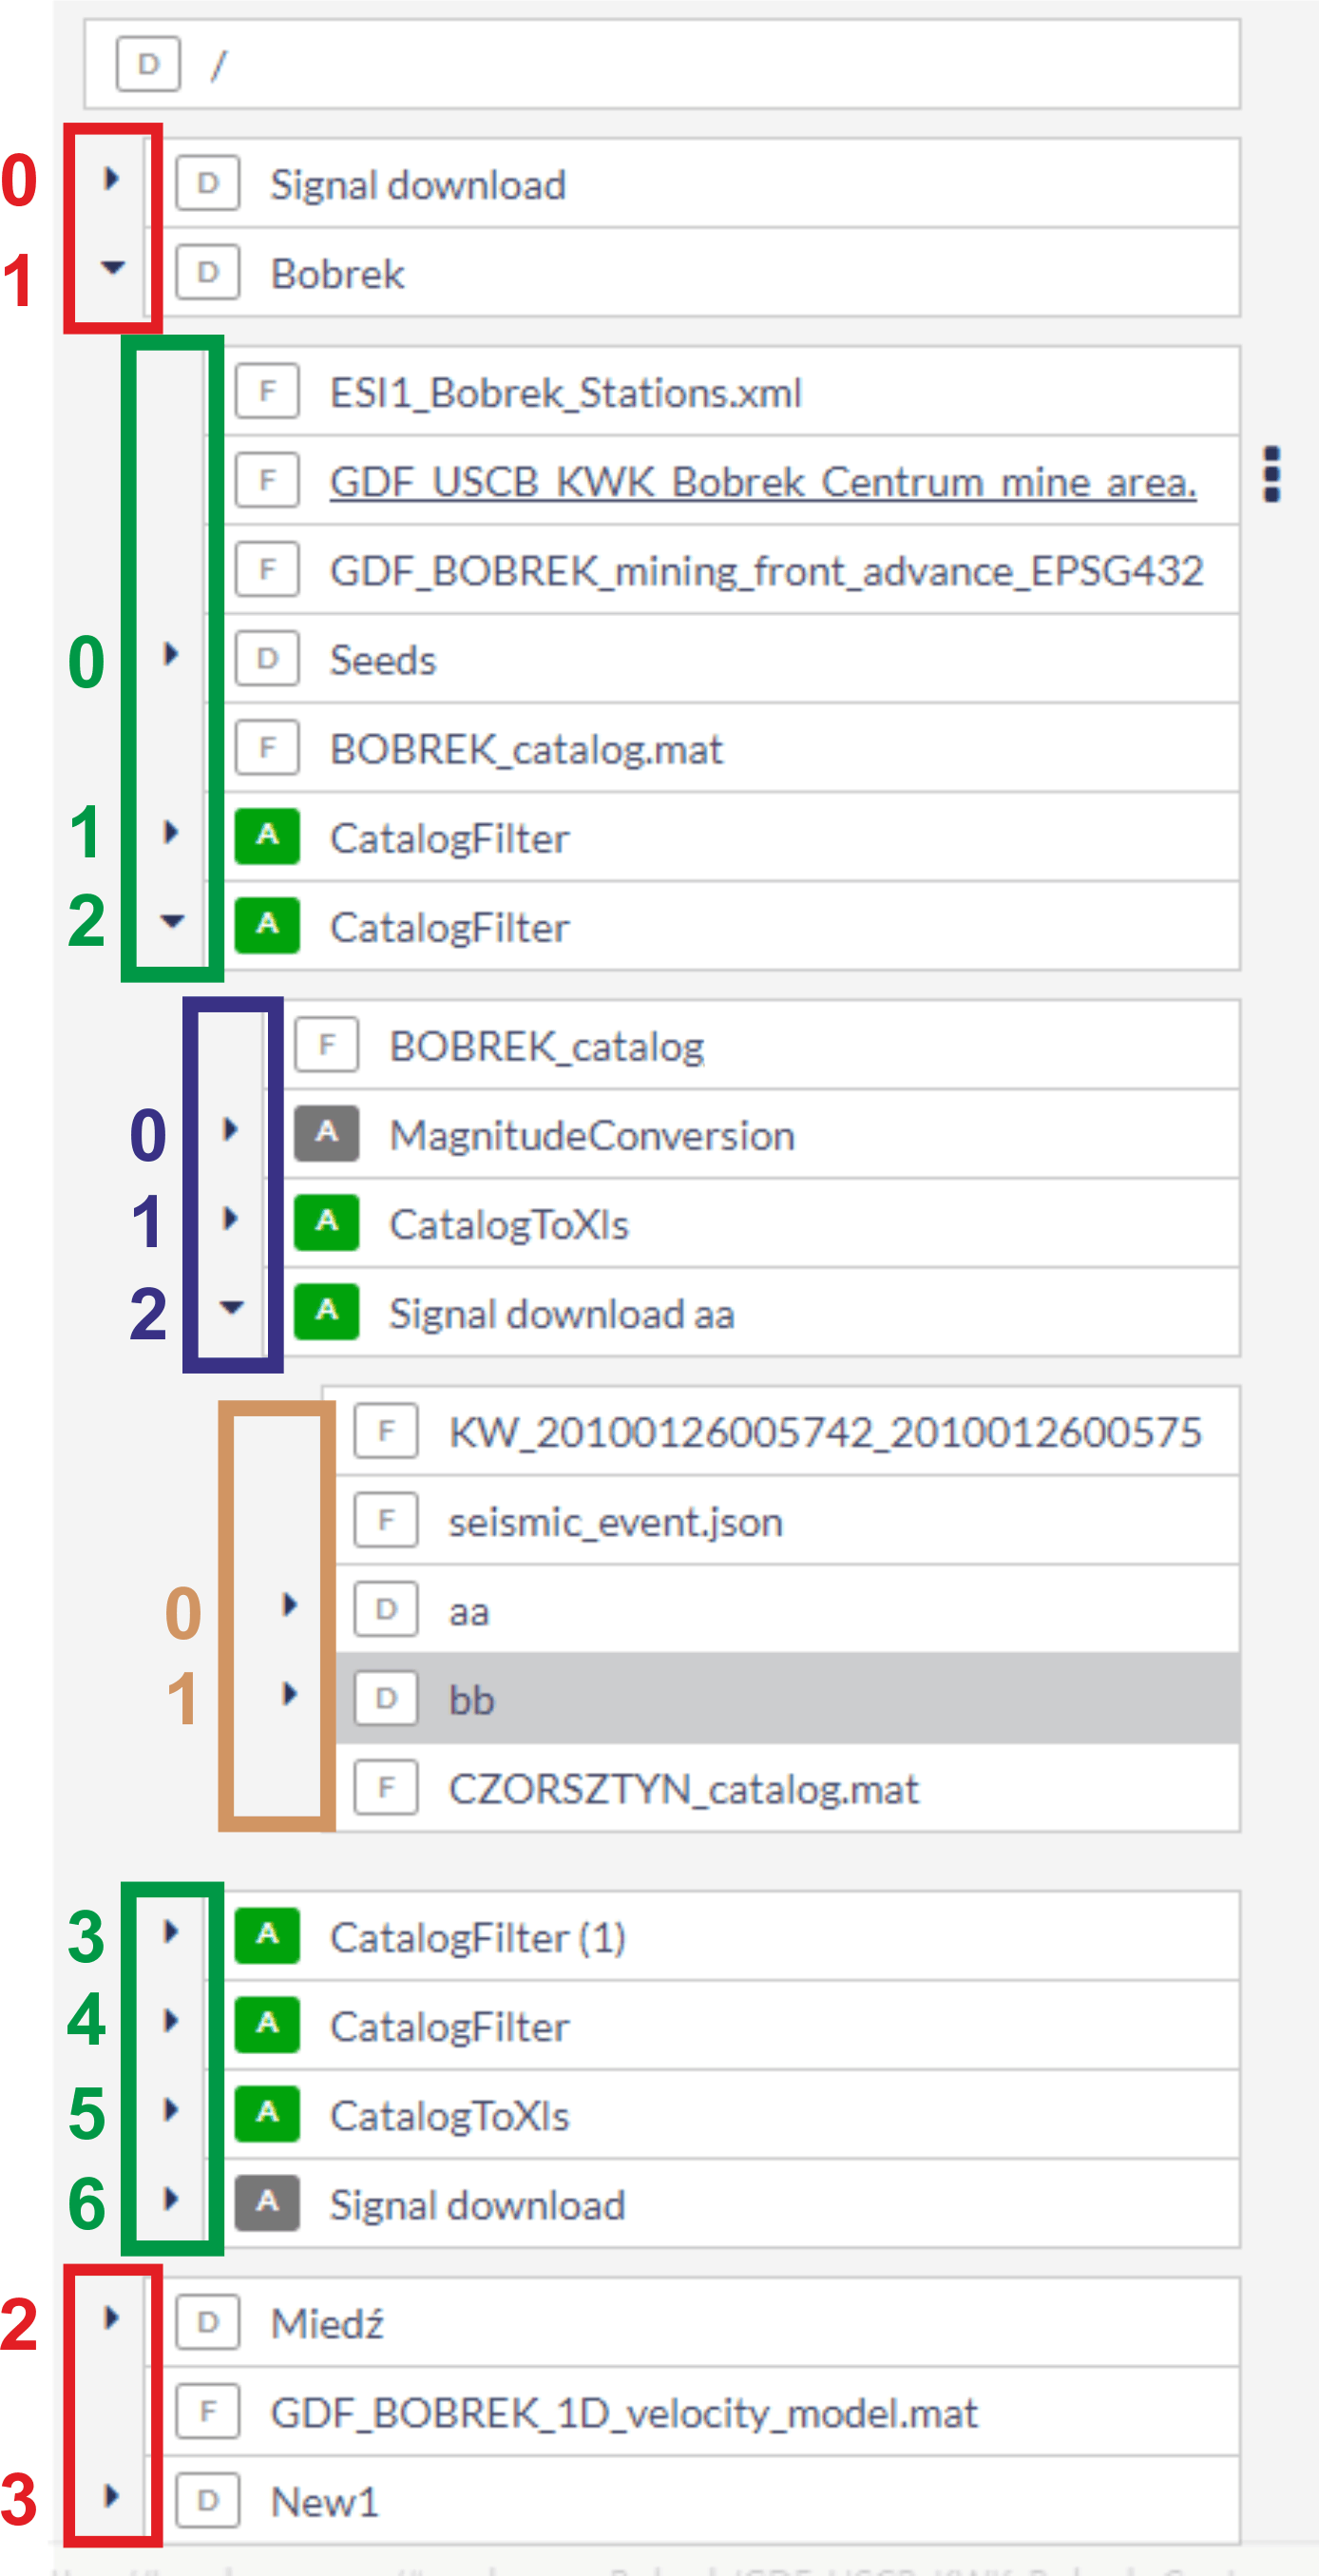 D /
0 D Signal download
1 D Bobrek
F ESI1_Bobrek_Stations.xml
F GDF_USCB_KWK_Bobrek_Centrum_mine_area.
F GDF_BOBREK_mining_front_advance_EPSG432
0 D Seeds
F BOBREK_catalog.mat
1 A CatalogFilter
2 A CatalogFilter
F BOBREK_catalog
0 A MagnitudeConversion
1 A CatalogToXls
2 A Signal download aa
F KW_20100126005742_2010012600575
F seismic_event.json
0 D aa
1 D bb
F CZORSZTYN_catalog.mat
3 A CatalogFilter (1)
4 A CatalogFilter
5 A CatalogToXls
6 A Signal download
2 D Miedź
F GDF_BOBREK_1D_velocity_model.mat
3 D New1